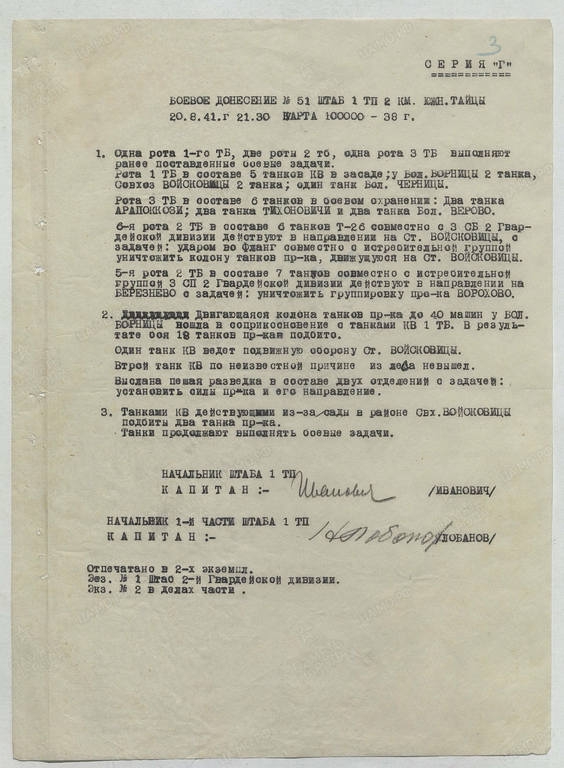 3
СЕРИЯ "Г"
БОЕВОЕ ДОНЕСЕНИЕ № 51 ШТАБ 1 ТП 2 КМ. ЮЖН.ТАЙЦЫ
20.8.41.г 21.30 КАРТА 100000 - 38 г.
1. Одна рота 1-го ТБ, две роты 2 тб, одна рота 3 ТБ выполняют
ранее поставленные боевые задачи.
Рота 1 ТБ в составе 5 танков КВ в засаде; у Бол.БОРНИЦЫ 2 танка,
Совхоз ВОЙСКОВИЦЫ 2 танка; один танк Бол. ЧЕРНИЦЫ.
Рота 3 ТБ в составе 6 танков в боевом охранении: Два танка
АРАПОЖКОВИ; два танка ТИХОНОВИЧИ и два танка Бол. ВЕРОВО.
6-я рота 2 ТБ в составе 6 танков Т-26 совместно с 3 СБ 2 Гвар-
дейской дивизии действуют в направлении на Ст. ВОЙСКОВИЦЫ, с
задачей: ударом во фланг совместно с истребительной группой
уничтожить колону танков пр-ка, движущуюся на Ст. ВОЙСКОВИЦЫ.
5-я рота 2 ТБ в составе 7 танков совместно с истребительной
группой 3 СП 2 Гвардейской дивизии действуют в направлении на
БЕРЕЗНЕВО с задачей: уничтожить группировку пр-ка ВОРОХОВО.
2. Двигающаяся колона танков пр-ка до 40 машин у БОЛ.
БОРНИЦЫ вошла в соприкосновение с танками КВ 1 ТБ. В резуль-
тате боя танков пр-ка подбито.
Один танк КВ ведет подвижную оборону Ст. ВОЙСКОВИЦЫ.
Втрой танк КВ по неизвестной причине из леса невышел.
Выслана пешая разведка в составе двух отделений с задачей:
установить силы пр-ка и его направление.
3. Танками КВ действующими из-за/сады в районе Свх.ВОЙСКОВИЦЫ
подбиты два танка пр-ка.
Танки продолжают выполнять боевые задачи.
НАЧАЛЬНИК ШТАБА 1 ТП
КАПИТАН:- Иванович /ИВАНОВИЧ/
НАЧАЛЬНИК 1-й ЧАСТИ ШТАБА 1 ТП
КАПИТАН:- Лобанов /ЛОБАНОВ/
Отпечатано в 2-х экземпл.
Экз. № 1 Штаб 2-й Гвардейской дивизии.
Экз. № 2 в делах части.